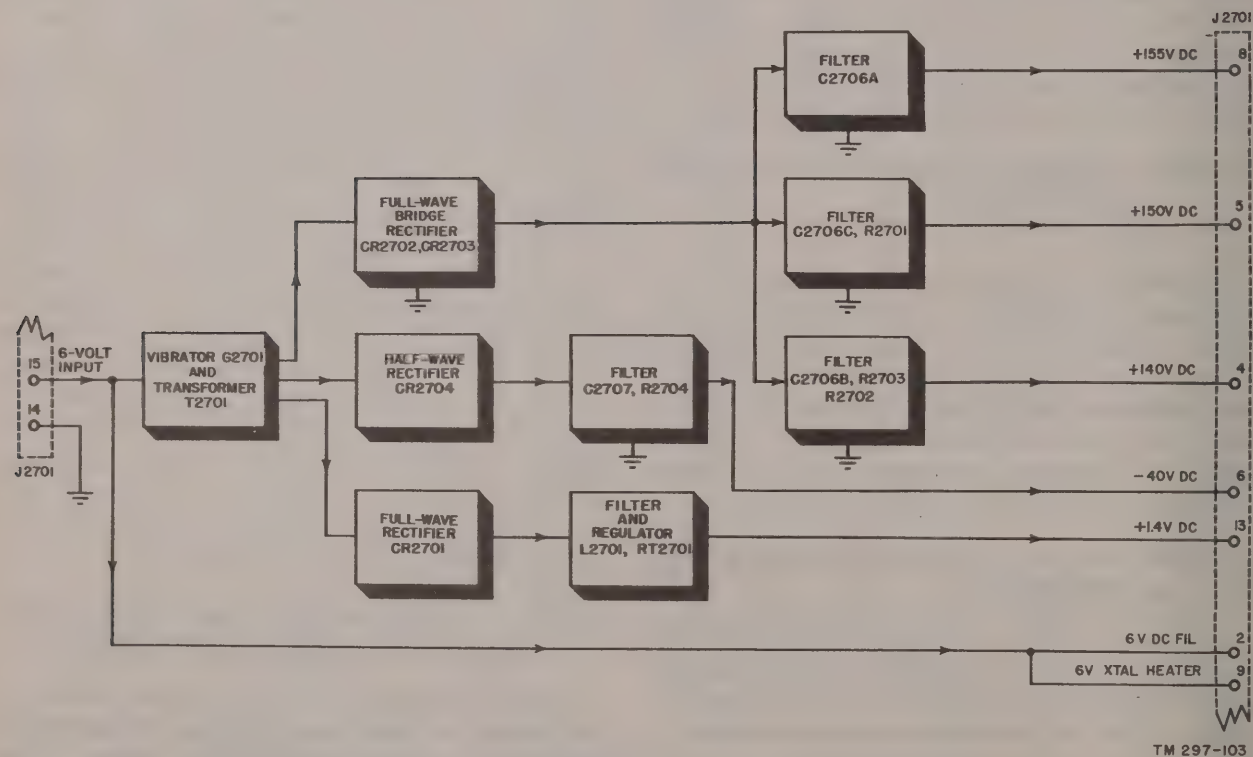 J2701
FILTER
C2706A
+155V DC
8
FULL-WAVE
BRIDGE
RECTIFIER
CR2702,CR2703
FILTER
C2706C, R2701
+150V DC
5
15
6-VOLT
INPUT
14
J2701
VIBRATOR G2701
AND
TRANSFORMER
T2701
HALF-WAVE
RECTIFIER
CR2704
FILTER
C2707, R2704
FILTER
C2706B, R2703
R2702
+140V DC
4
-40V DC
6
FULL-WAVE
RECTIFIER
CR2701
FILTER
AND
REGULATOR
L2701, RT2701
+1.4V DC
13
6V DC FIL
2
6V XTAL HEATER
9
TM 297-103